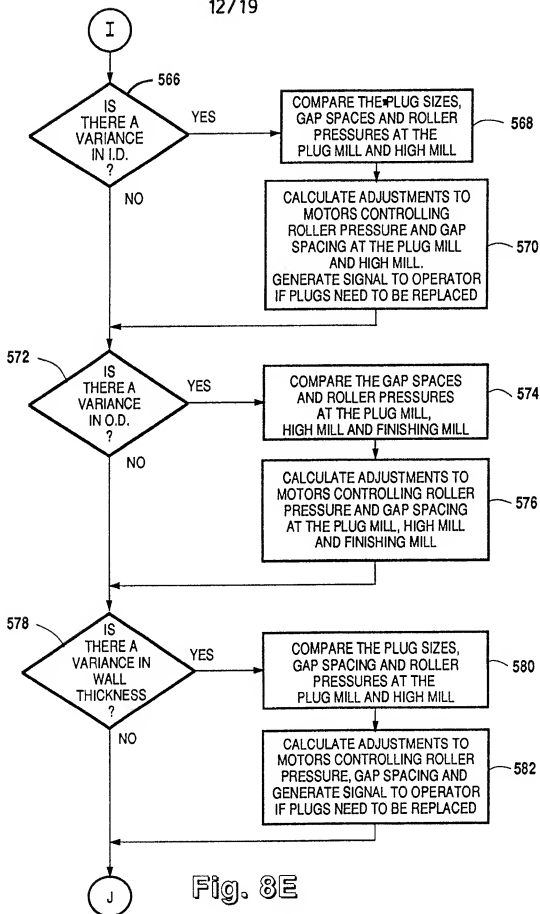 12/19
I
566
IS
THERE A
VARIANCE
IN I.D.
?
YES
NO
COMPARE THE PLUG SIZES,
GAP SPACES AND ROLLER
PRESSURES AT THE
PLUG MILL AND HIGH MILL
568
CALCULATE ADJUSTMENTS TO
MOTORS CONTROLLING
ROLLER PRESSURE AND GAP
SPACING AT THE PLUG MILL
AND HIGH MILL.
GENERATE SIGNAL TO OPERATOR
IF PLUGS NEED TO BE REPLACED
570
572
IS
THERE A
VARIANCE
IN O.D.
?
YES
NO
COMPARE THE GAP SPACES
AND ROLLER PRESSURES
AT THE PLUG MILL,
HIGH MILL AND FINISHING MILL
574
CALCULATE ADJUSTMENTS TO
MOTORS CONTROLLING ROLLER
PRESSURE AND GAP SPACING
AT THE PLUG MILL, HIGH MILL
AND FINISHING MILL
576
578
IS
THERE A
VARIANCE IN
WALL
THICKNESS
?
YES
NO
COMPARE THE PLUG SIZES,
GAP SPACING AND ROLLER
PRESSURES AT THE
PLUG MILL AND HIGH MILL
580
CALCULATE ADJUSTMENTS TO
MOTORS CONTROLLING ROLLER
PRESSURE, GAP SPACING AND
GENERATE SIGNAL TO OPERATOR
IF PLUGS NEED TO BE REPLACED
582
J
Fig. 8E